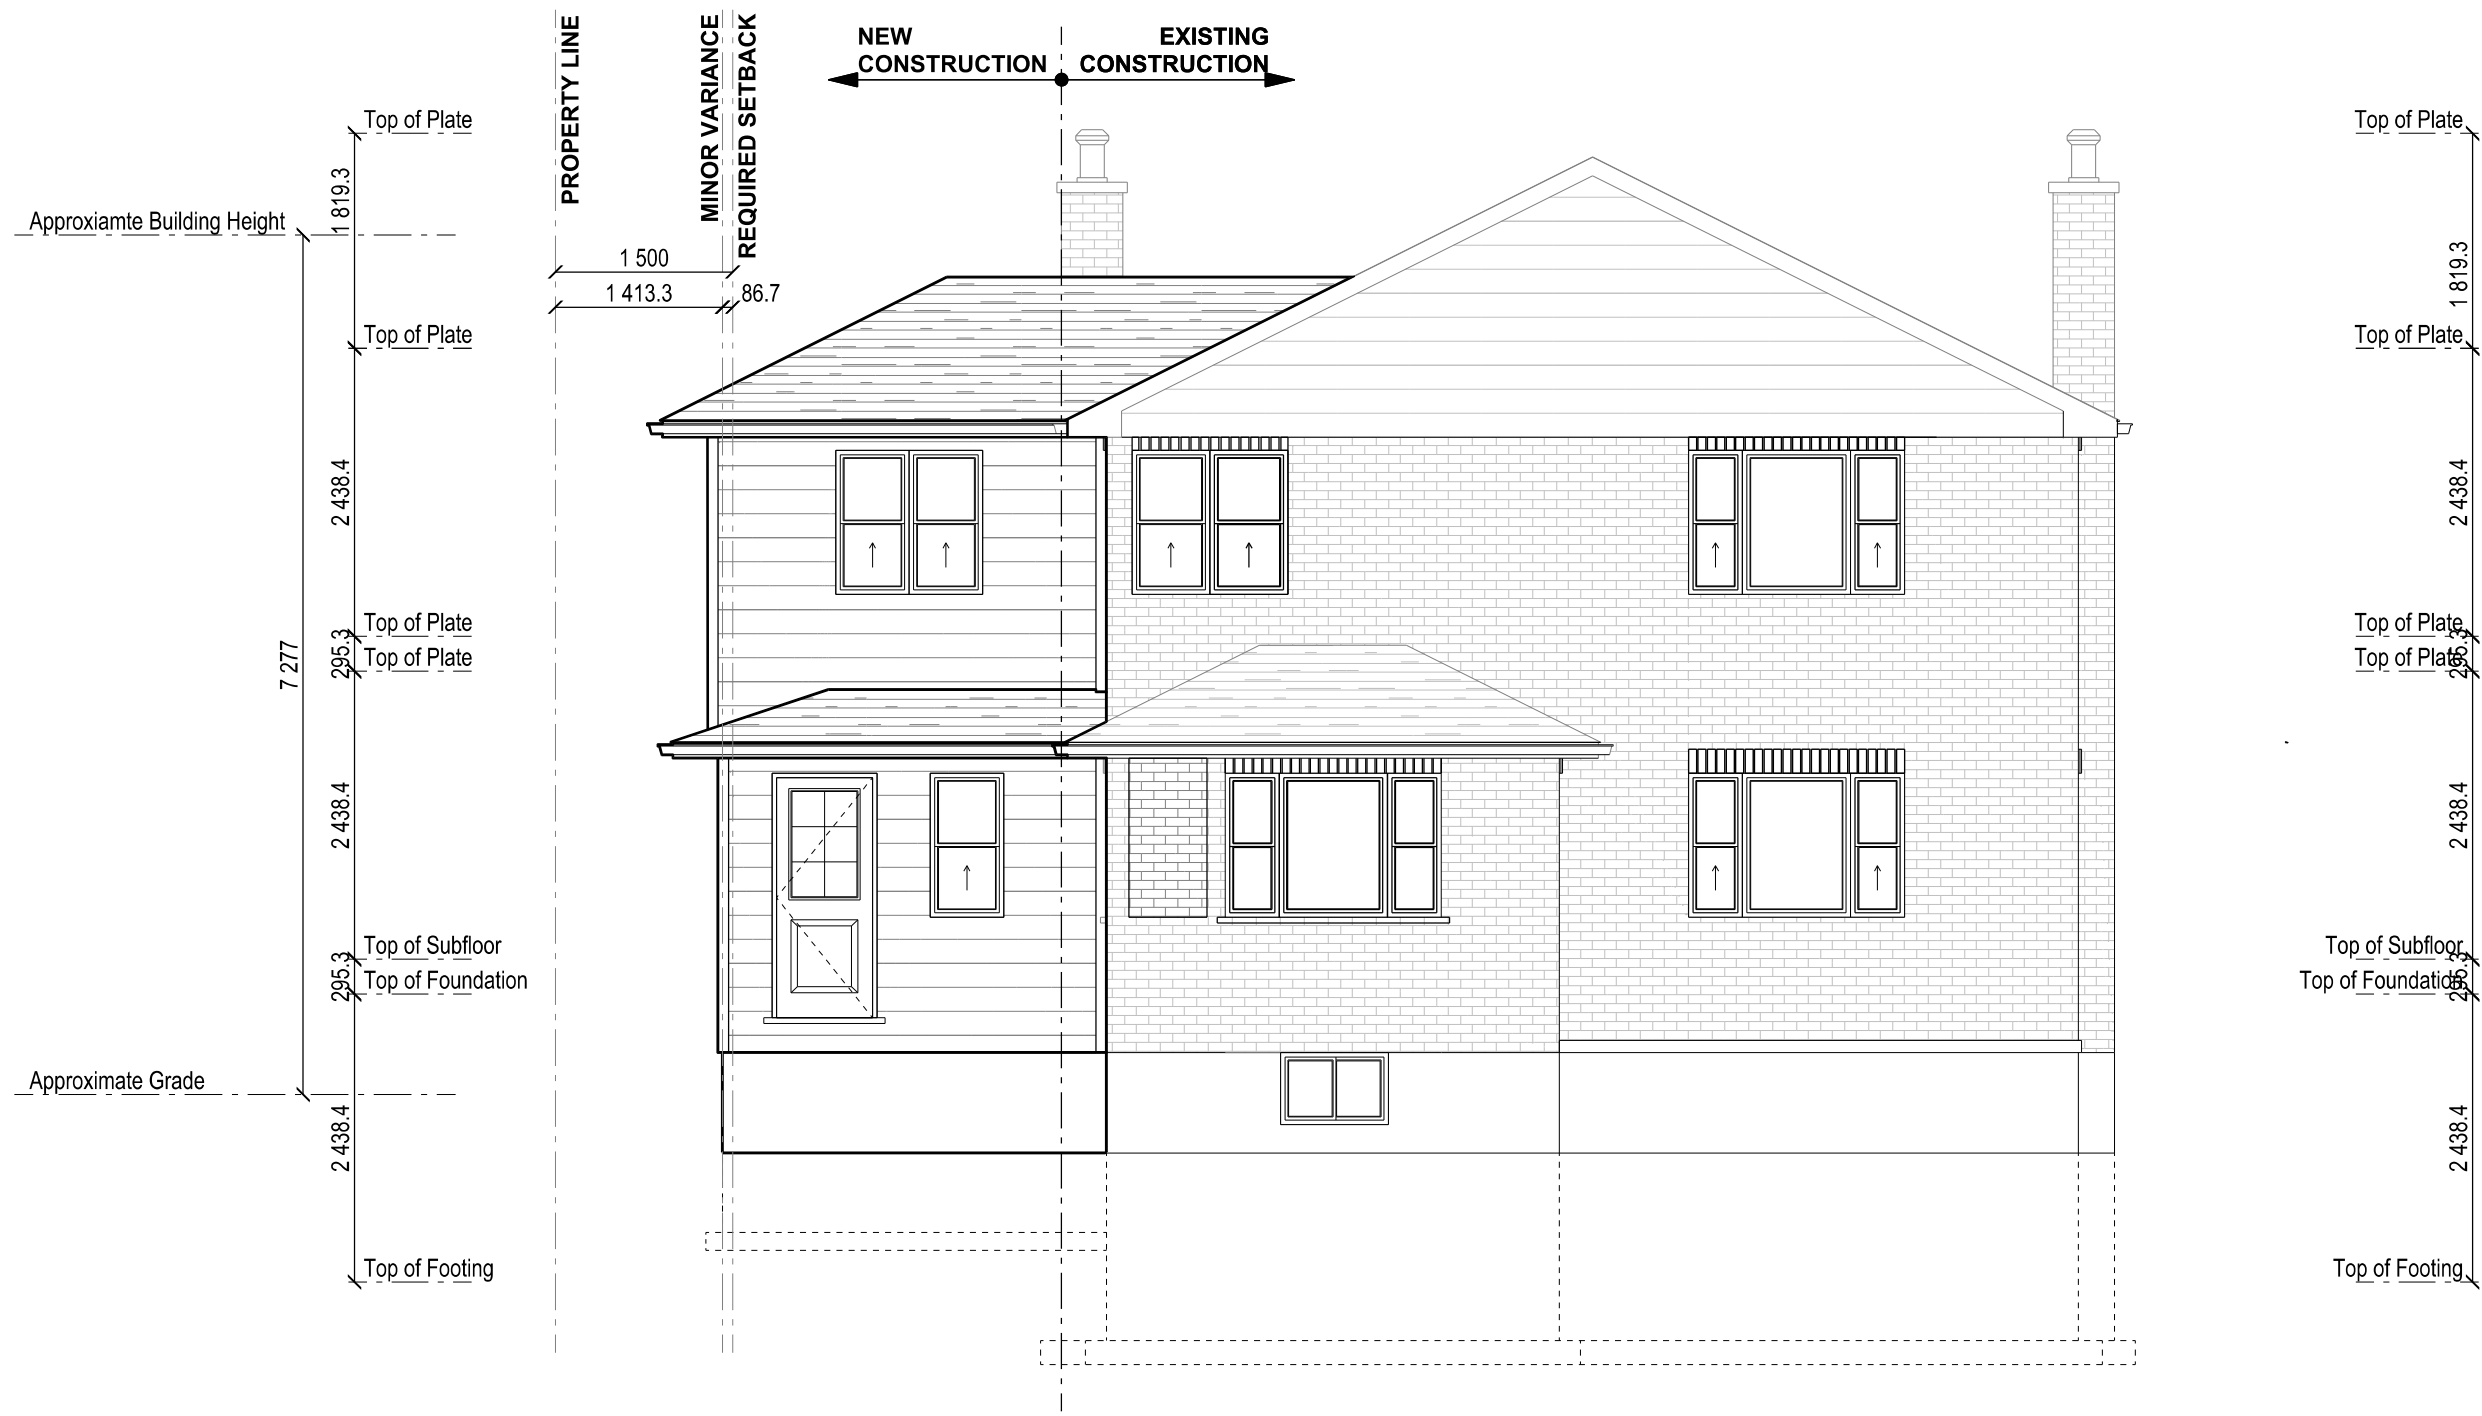 NEW
CONSTRUCTION
EXISTING
CONSTRUCTION
PROPERTY LINE
MINOR VARIANCE
REQUIRED SETBACK
1 500
1 413.3
86.7
Approxiamte Building Height
7 277
Approximate Grade
Top of Plate
1 819.3
Top of Plate
2 438.4
Top of Plate
295.3
Top of Plate
2 438.4
Top of Subfloor
295.3
Top of Foundation
2 438.4
Top of Footing
Top of Plate
1 819.3
Top of Plate
2 438.4
Top of Plate
295.3
Top of Plate
2 438.4
Top of Subfloor
295.3
Top of Foundation
2 438.4
Top of Footing